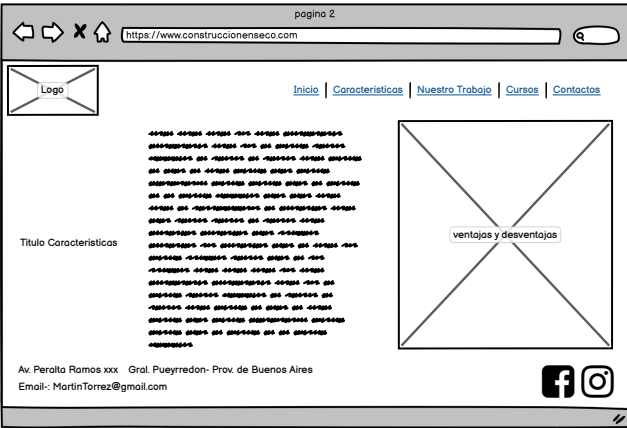 pagina 2
https://www.construccionenseco.com
Logo
Inicio | Caracteristicas | Nuestro Trabajo | Cursos | Contactos
Titulo Caracteristicas
ventajas y desventajas
Av. Peralta Ramos xxx Gral. Pueyrredon- Prov. de Buenos Aires
Email-: MartinTorrez@gmail.com